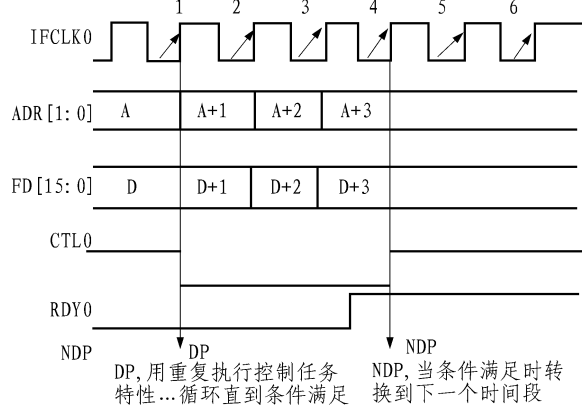 1 2 3 4 5 6
IFCLK0
ADR[1:0] A A+1 A+2 A+3
FD[15:0] D D+1 D+2 D+3
CTL0
RDY0
NDP DP NDP
DP,用重复执行控制任务
特性…循环直到条件满足
NDP,当条件满足时转
换到下一个时间段